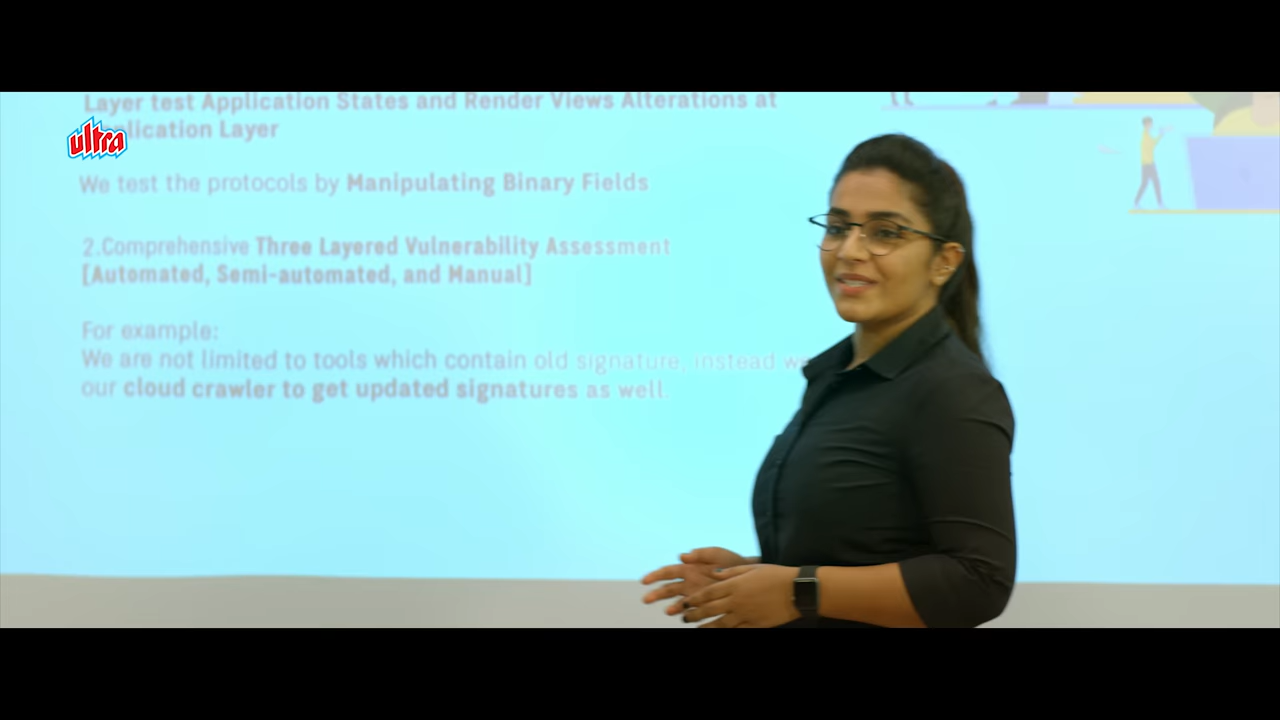 Layer test Application States and Render Views Alterations at
ultra
plication Layer
We test the protocols by Manipulating Binary Fields
2.Comprehensive Three Layered Vulnerability Assessment
[Automated, Semi-automated, and Manual]
For example:
We are not limited to tools which contain old signature, instead we
our cloud crawler to get updated signatures as well.